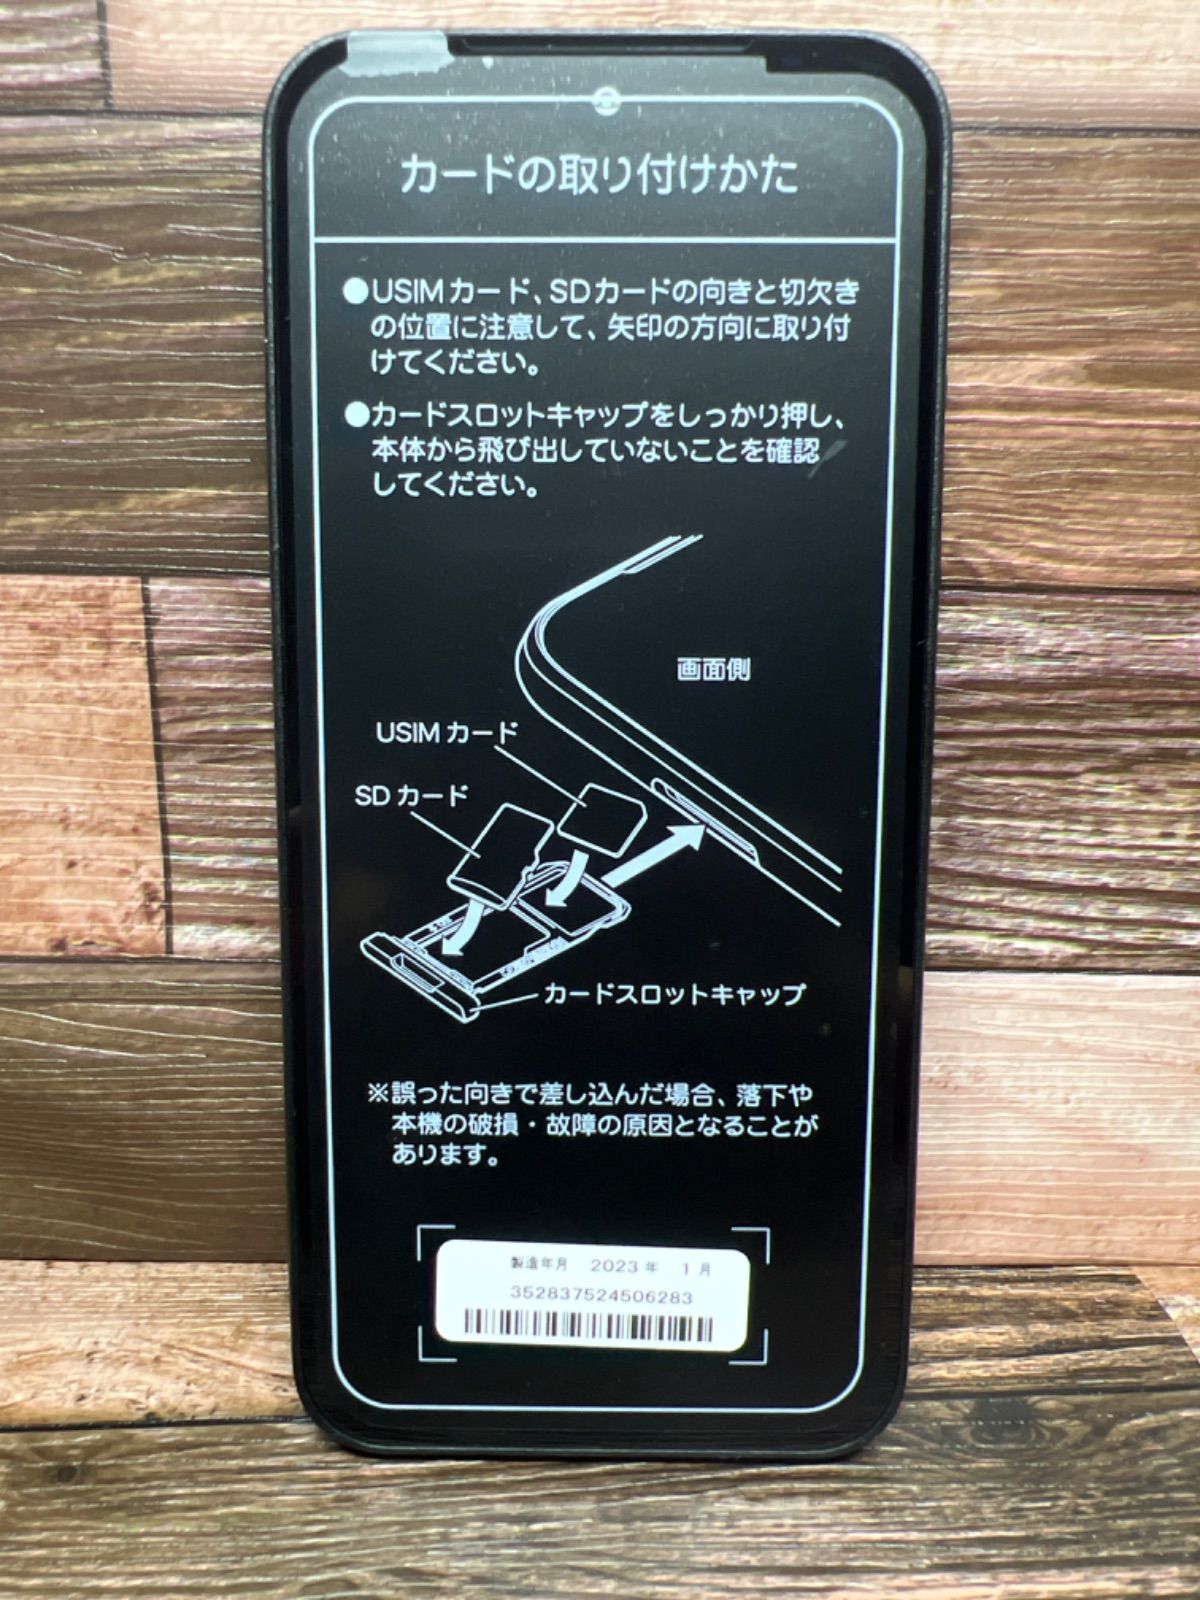 カードの取り付けかた
●USIMカード、SDカードの向きと切欠き
の位置に注意して、矢印の方向に取り付
けてください。
●カードスロットキャップをしっかり押し、
本体から飛び出していないことを確認
してください。
画面側
USIMカード
SDカード
カードスロットキャップ
※誤った向きで差し込んだ場合、落下や
本機の破損・故障の原因となることが
あります。
製造年月 2023年 1月
352837524506283